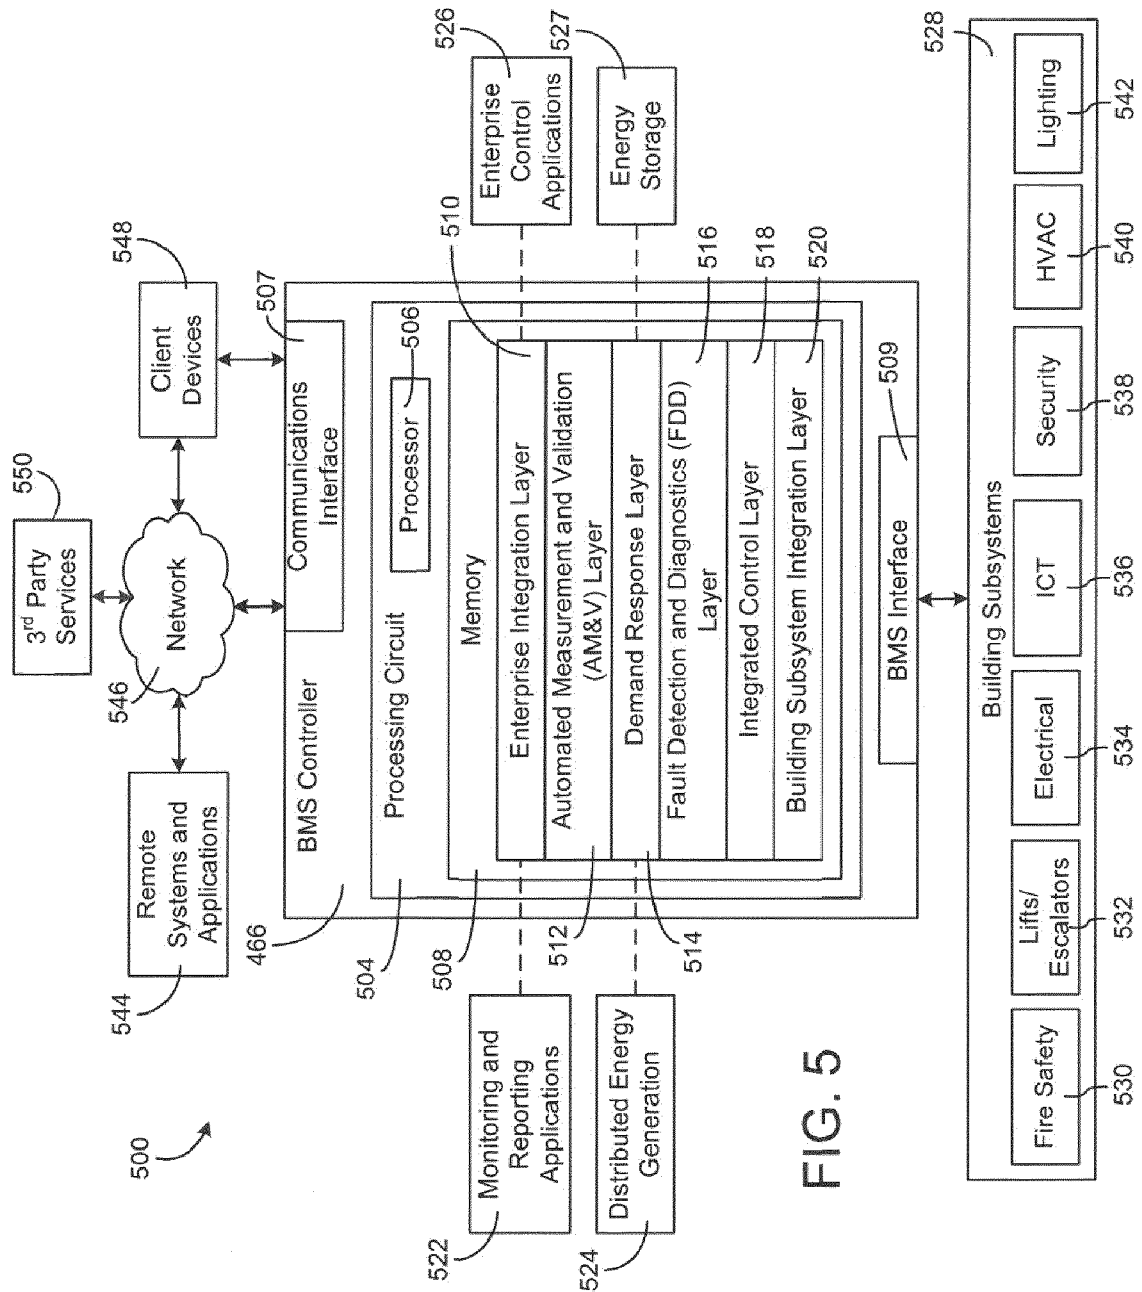 500
550
3rd Party
Services
544
Remote
Systems and
Applications
546
Network
548
Client
Devices
466
BMS Controller
Communications
Interface
507
504
Processing Circuit
Processor
506
508
Memory
510
Enterprise Integration Layer
512
Automated Measurement and Validation
(AM&V) Layer
514
Demand Response Layer
Fault Detection and Diagnostics (FDD)
Layer
516
Integrated Control Layer
518
Building Subsystem Integration Layer
520
BMS Interface
509
522
Monitoring and
Reporting
Applications
524
Distributed Energy
Generation
526
Enterprise
Control
Applications
527
Energy
Storage
528
Building Subsystems
Fire Safety
Lifts/
Escalators
Electrical
ICT
Security
HVAC
Lighting
530
532
534
536
538
540
542
FIG. 5